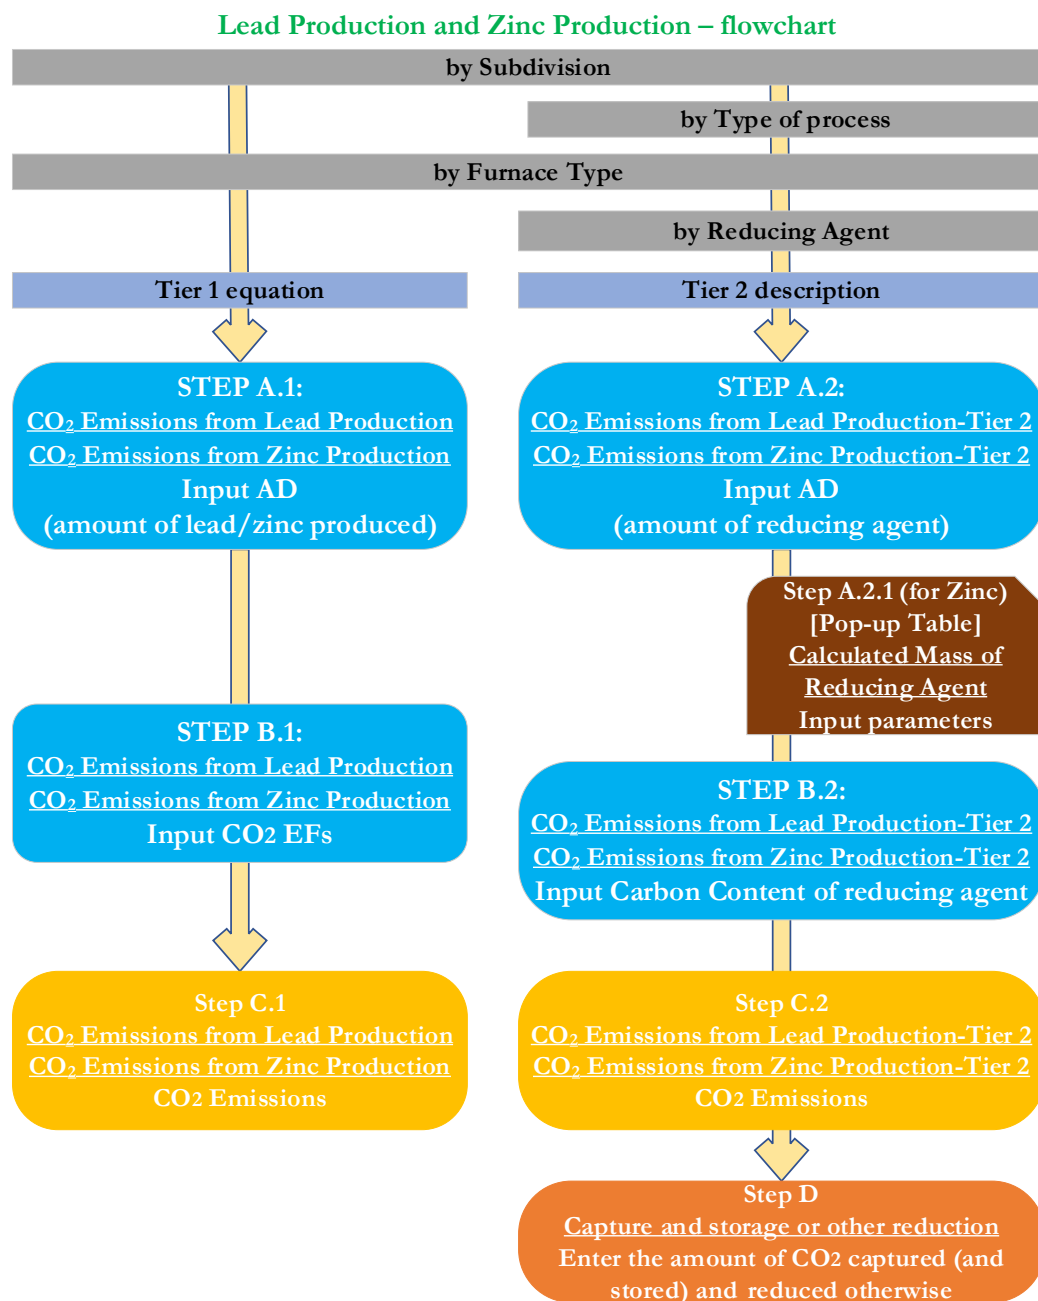 Lead Production and Zinc Production – flowchart
by Subdivision
by Type of process
by Furnace Type
by Reducing Agent
Tier 1 equation
Tier 2 description
STEP A.1:
CO₂ Emissions from Lead Production
CO₂ Emissions from Zinc Production
Input AD
(amount of lead/zinc produced)
STEP A.2:
CO₂ Emissions from Lead Production-Tier 2
CO₂ Emissions from Zinc Production-Tier 2
Input AD
(amount of reducing agent)
Step A.2.1 (for Zinc)
[Pop-up Table]
Calculated Mass of
Reducing Agent
Input parameters
STEP B.1:
CO₂ Emissions from Lead Production
CO₂ Emissions from Zinc Production
Input CO2 EFs
STEP B.2:
CO₂ Emissions from Lead Production-Tier 2
CO₂ Emissions from Zinc Production-Tier 2
Input Carbon Content of reducing agent
Step C.1
CO₂ Emissions from Lead Production
CO₂ Emissions from Zinc Production
CO2 Emissions
Step C.2
CO₂ Emissions from Lead Production-Tier 2
CO₂ Emissions from Zinc Production-Tier 2
CO2 Emissions
Step D
Capture and storage or other reduction
Enter the amount of CO2 captured (and
stored) and reduced otherwise